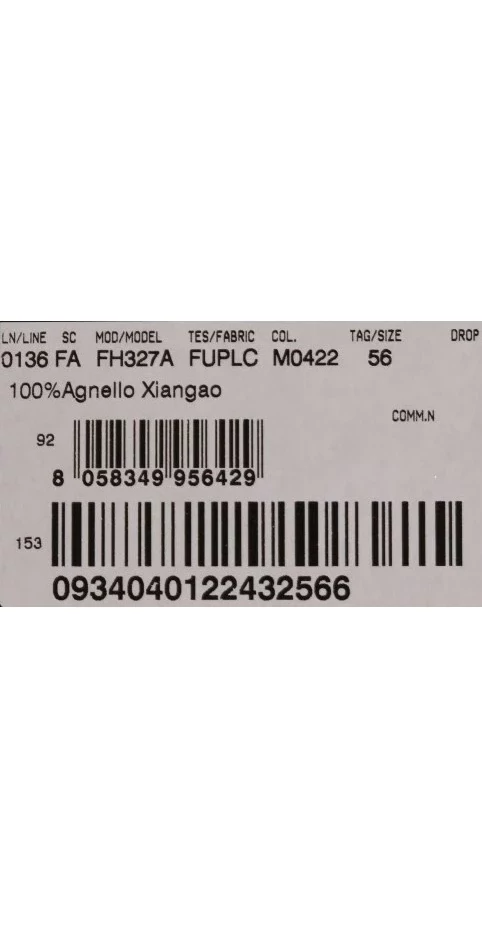 LN/LINE SC MOD/MODEL TES/FABRIC COL. TAG/SIZE DROP
0136 FA FH327A FUPLC M0422 56
100%Agnello Xiangao
COMM.N
92
8 058349 956429
153
0934040122432566